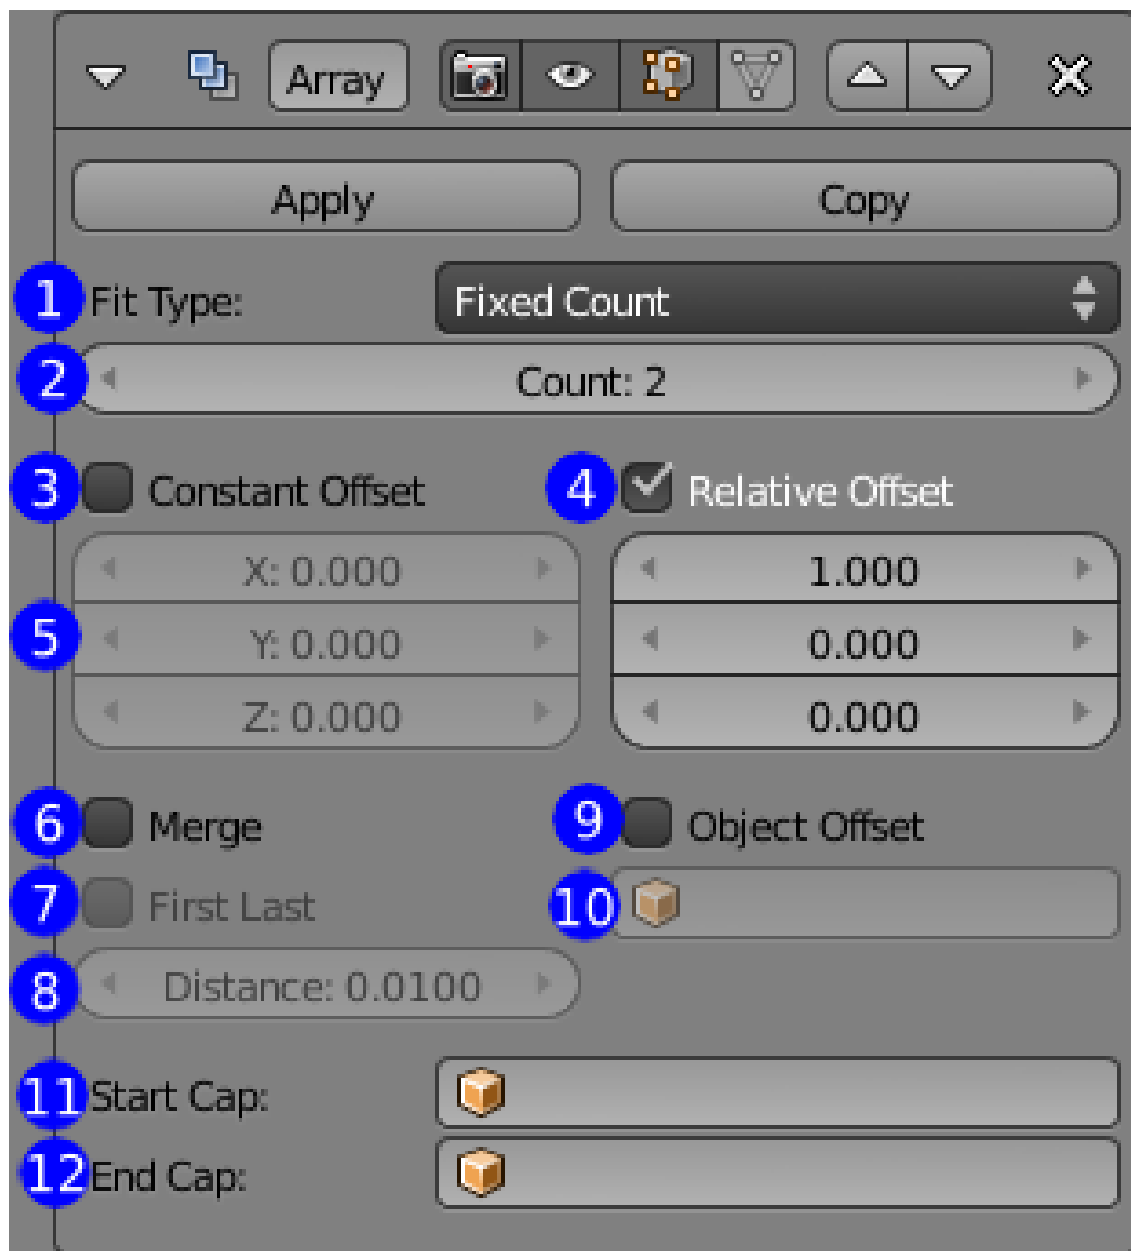 Array
Apply Copy
1 Fit Type: Fixed Count
2 Count: 2
3 Constant Offset 4 Relative Offset
X: 0.000 1.000
5 Y: 0.000 0.000
Z: 0.000 0.000
6 Merge 9 Object Offset
7 First Last 10
8 Distance: 0.0100
11 Start Cap:
12 End Cap: